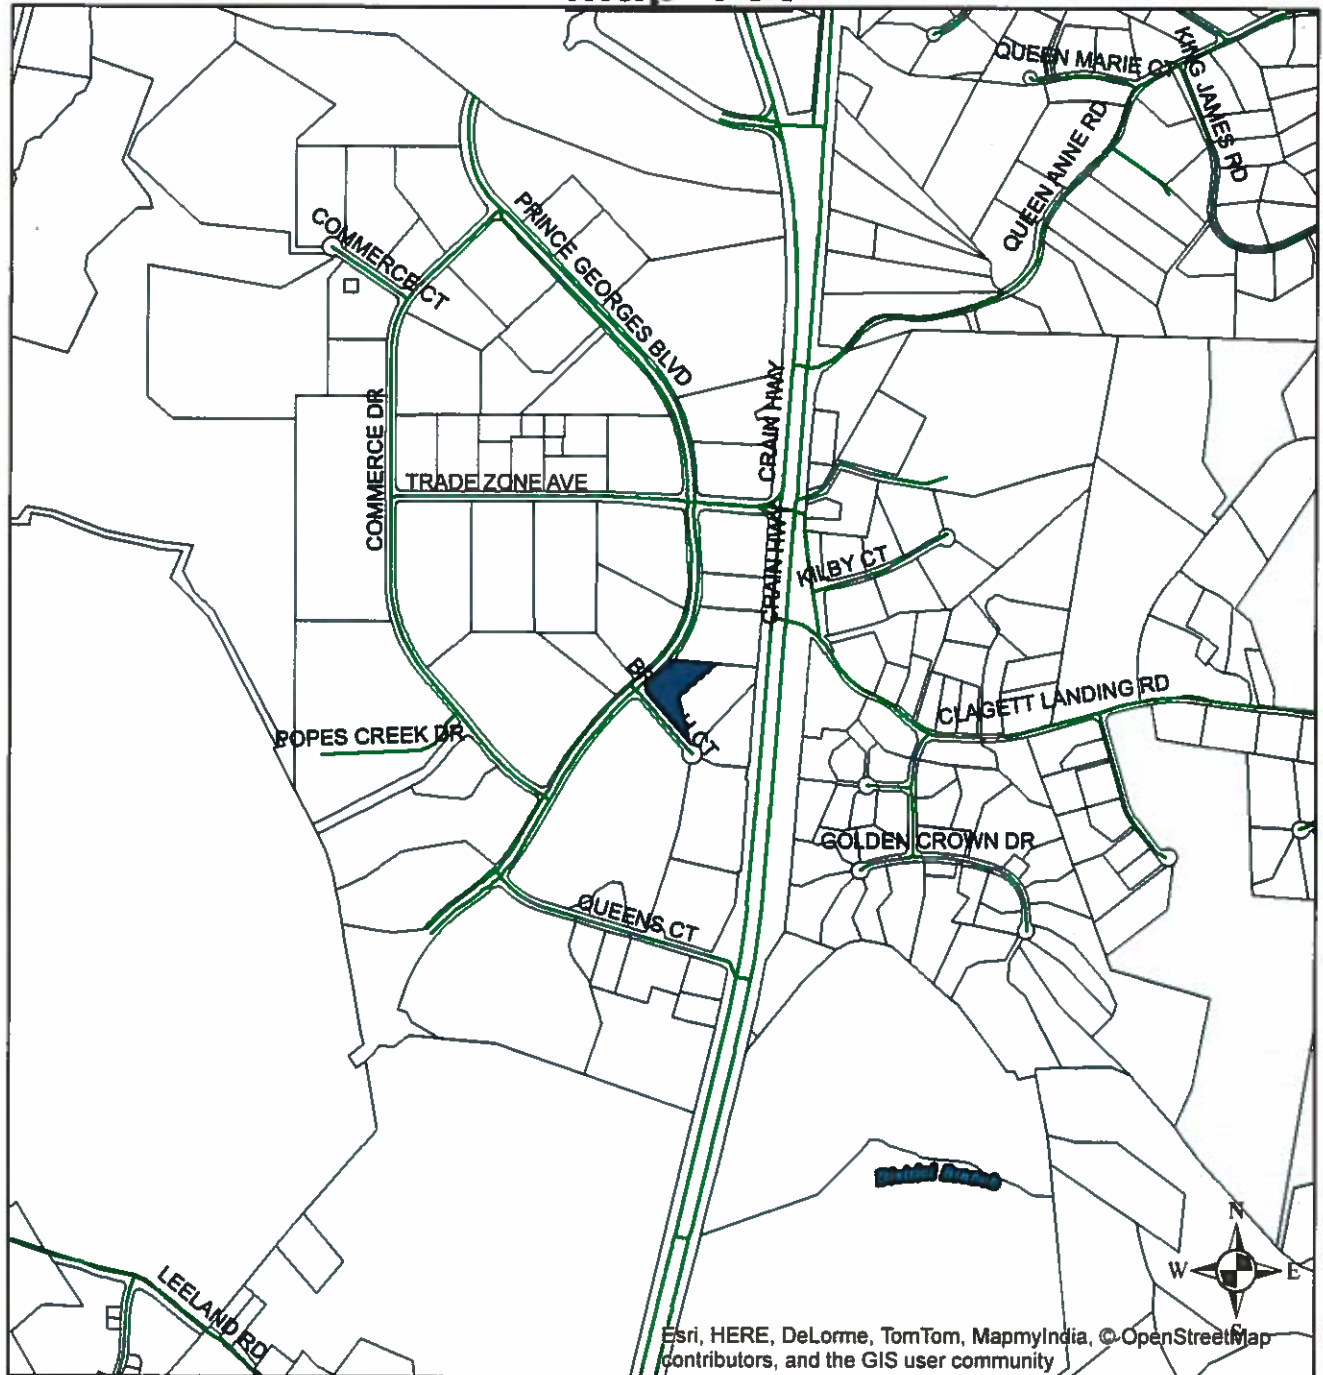 QUEEN MARIE CT
KING JAMES RD
QUEEN ANNE RD
PRINCE GEORGES BLVD
COMMERCE CT
COMMERCE DR
CRAIN HWY
TRADE ZONE AVE
CRAIN HWY
KILBY CT
CLAGETT LANDING RD
POPES CREEK DR
CT
GOLDEN CROWN DR
QUEENS CT
LEELAND RD
N
W
E
S
Esri, HERE, DeLorme, TomTom, MapmyIndia, © OpenStreetMap
contributors, and the GIS user community